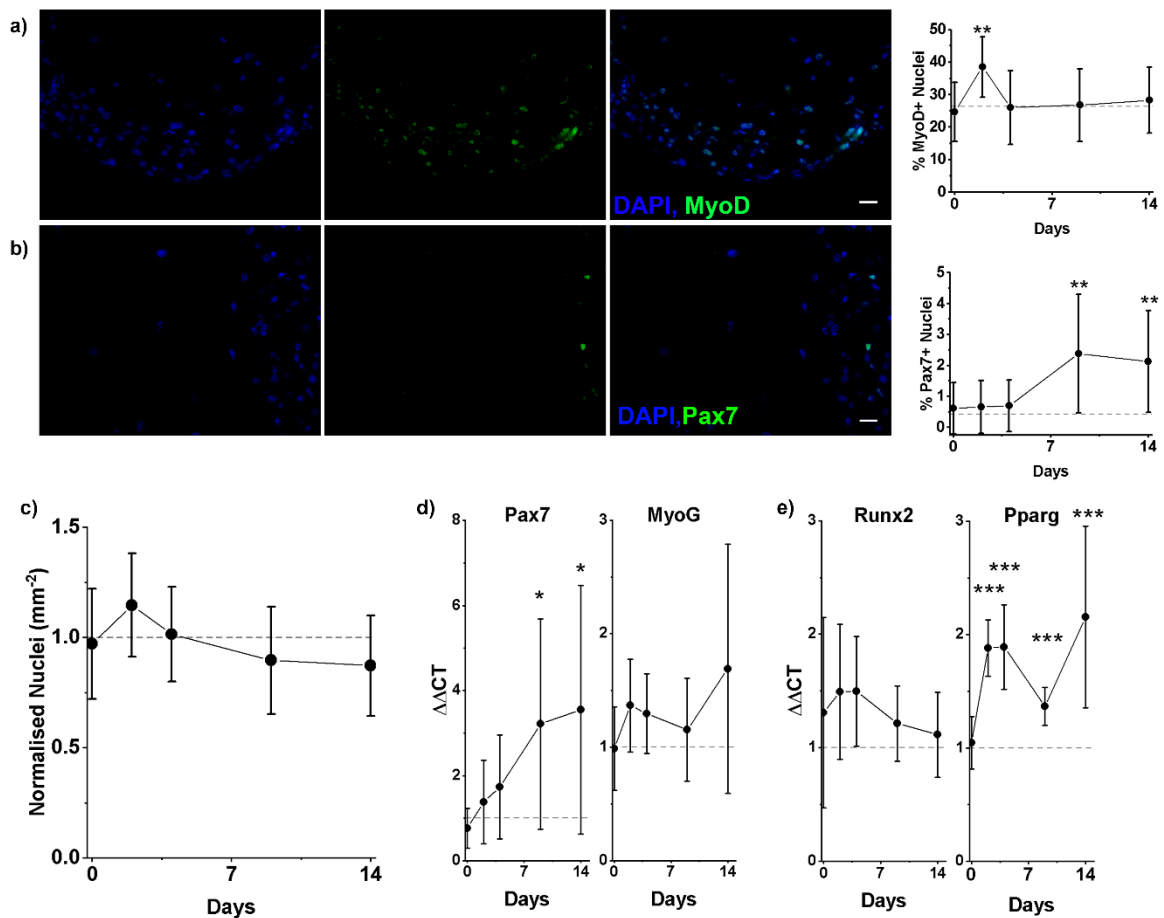 a)
DAPI, MyoD
% MyoD+ Nuclei
50
40
30
20
10
0
**
0 7 14
Days
b)
DAPI,Pax7
% Pax7+ Nuclei
5
4
3
2
1
0
** **
0 7 14
Days
c)
Normalised Nuclei (mm-2)
1.5
1.0
0.5
0.0
0 7 14
Days
d)
Pax7
ΔΔCT
8
6
4
2
0
* *
0 7 14
Days
MyoG
3
2
1
0
0 7 14
Days
e)
Runx2
ΔΔCT
3
2
1
0
0 7 14
Days
Pparg
3
2
1
0
*** *** *** ***
0 7 14
Days